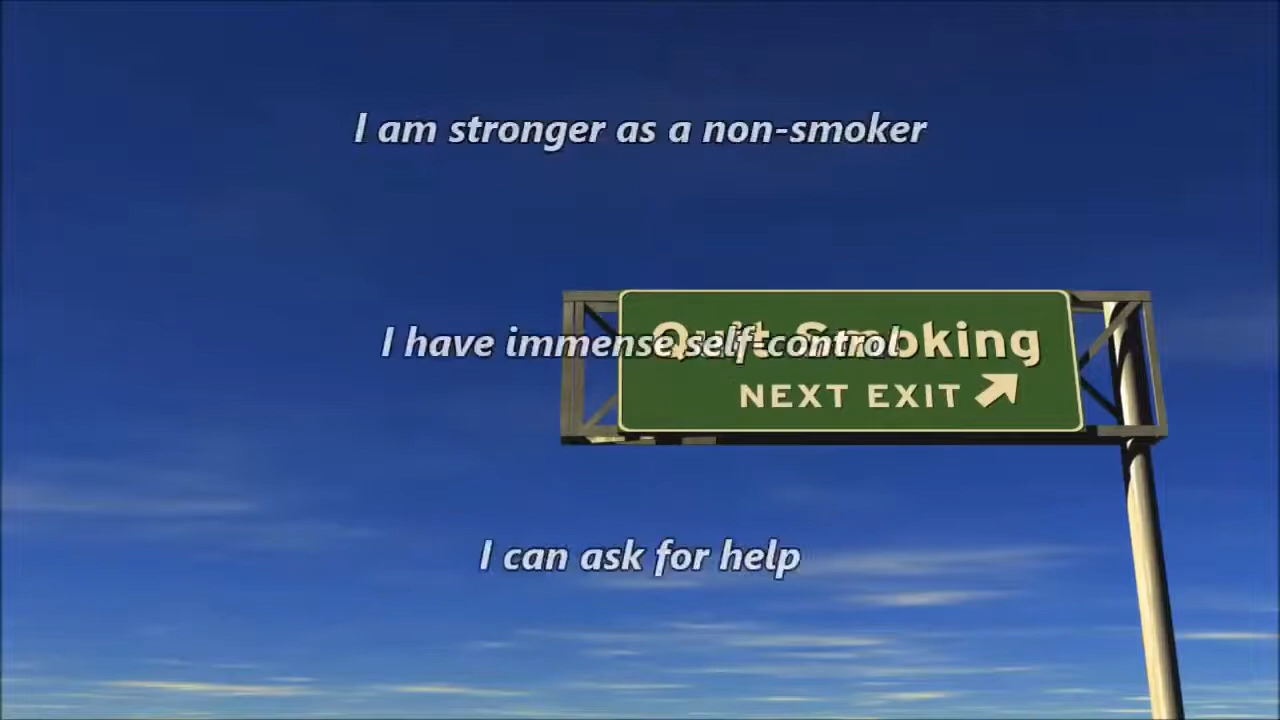 I am stronger as a non-smoker
I have immense self-control
Quit Smoking
NEXT EXIT
I can ask for help